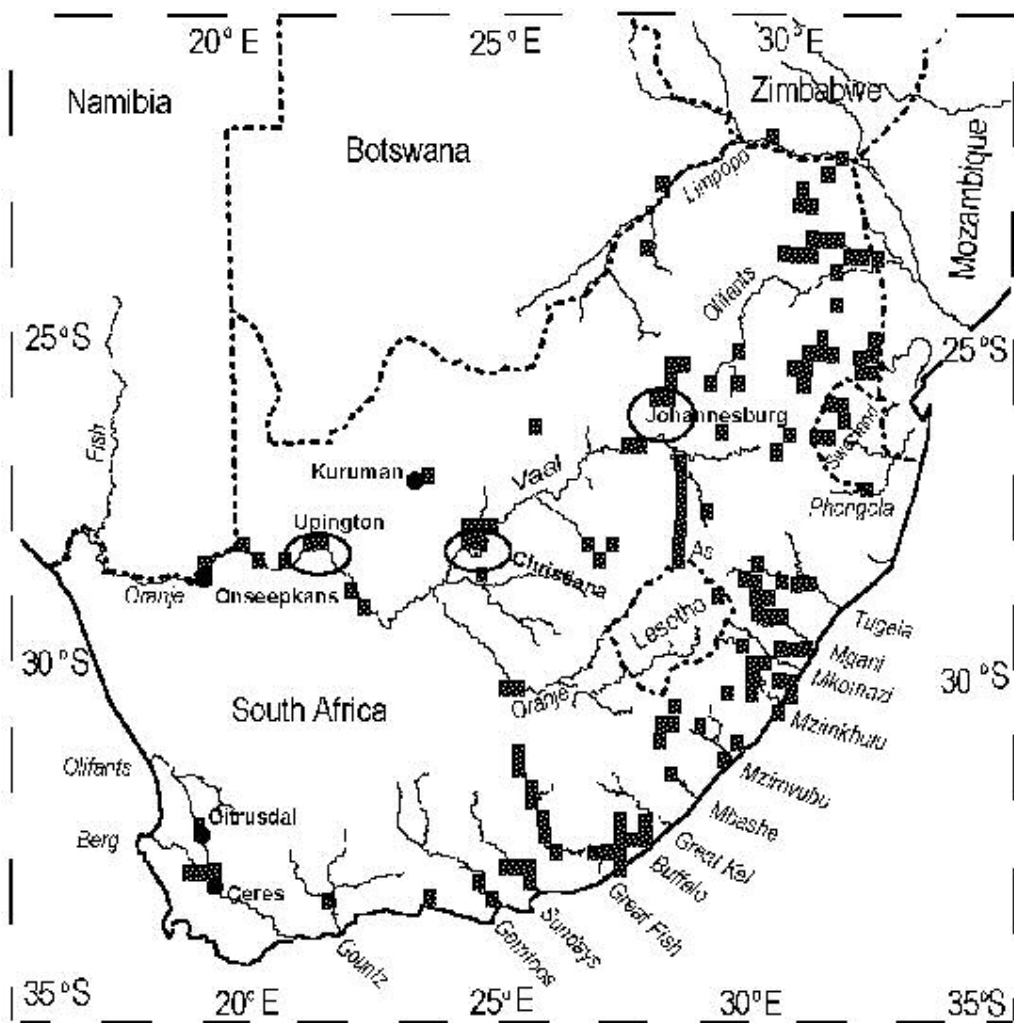 20° E
25° E
30° E
Namibia
Zimbabwe
Botswana
Mozambique
Limpopo
Olifants
25°S
25°S
Fish
Johannesburg
Swaziland
Kuruman
Vaal
Phongola
Upington
As
Christiana
Oranje
Onseepkans
Lesotho
Tugela
Mgani
Mkomazi
30°S
30°S
Oranje
South Africa
Mzimkhulu
Olifants
Mzimvubu
Citrusdal
Mbashe
Berg
Great Kei
Buffalo
Ceres
Great Fish
Sundays
Gamtoos
Gountz
35°S
20°E
25°E
30°E
35°S